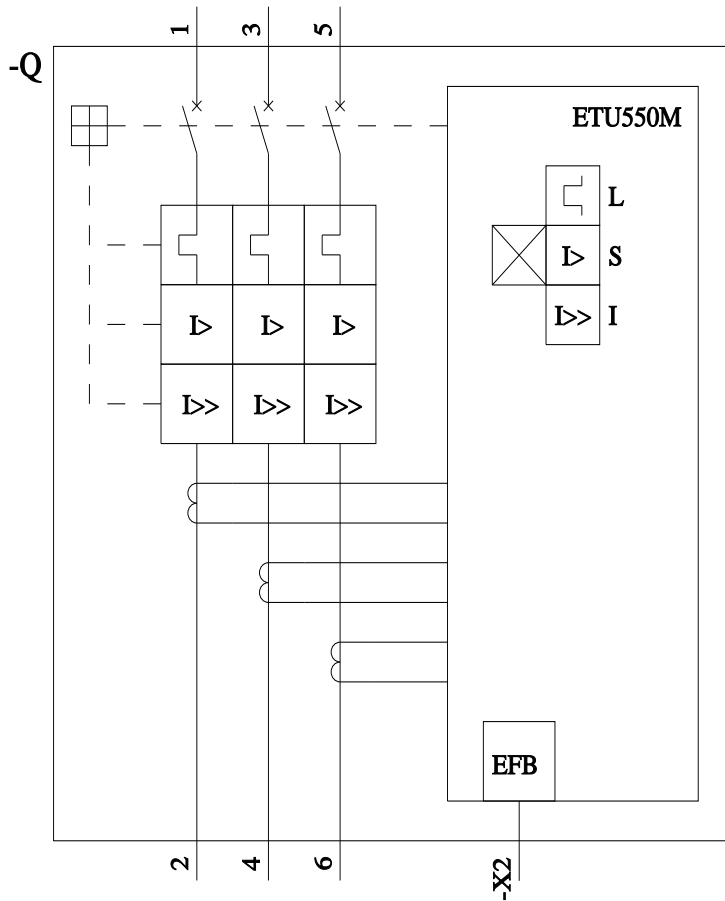 1 3 5
-Q
ETU550M
L
I> S
I> I> I>
I>> I
I>> I>> I>>
EFB
2 4 6 -X2